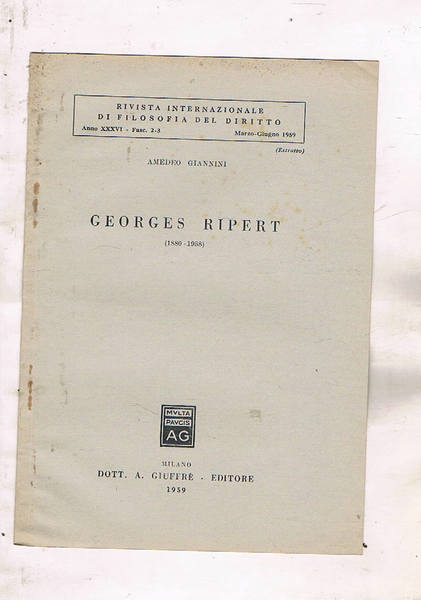 RIVISTA INTERNAZIONALE
DI FILOSOFIA DEL DIRITTO
Anno XXXVI - Fasc. 2-3 Marzo-Giugno 1959
(Estratto)
AMEDEO GIANNINI
GEORGES RIPERT
(1880-1958)
MVLTA
PAVCIS
AG
MILANO
DOTT. A. GIUFFRÈ - EDITORE
1959